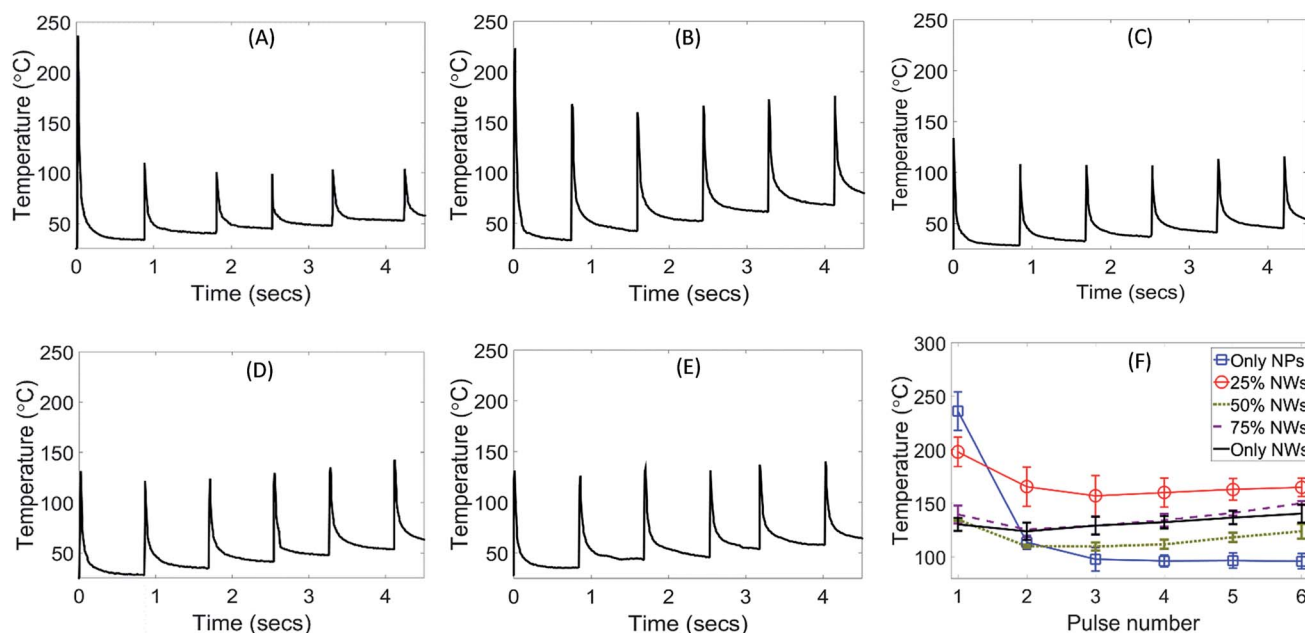 (A)
Temperature (°C)
250
200
150
100
50
0 1 2 3 4
Time (secs)
(B)
Temperature (°C)
250
200
150
100
50
0 1 2 3 4
Time (secs)
(C)
Temperature (°C)
250
200
150
100
50
0 1 2 3 4
Time (secs)
(D)
Temperature (°C)
250
200
150
100
50
0 1 2 3 4
Time (secs)
(E)
Temperature (°C)
250
200
150
100
50
0 1 2 3 4
Time (secs)
(F)
Temperature (°C)
300
250
200
150
100
Only NPs
25% NWs
50% NWs
75% NWs
Only NWs
1 2 3 4 5 6
Pulse number